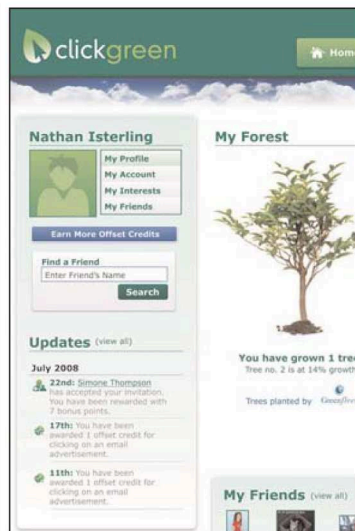 clickgreen
Home
Nathan Isterling
My Profile
My Account
My Interests
My Friends
Earn More Offset Credits
Find a Friend
Enter Friend's Name
Search
Updates (view all)
July 2008
22nd: Simone Thompson
has accepted your invitation.
You have been rewarded with
7 bonus points.
17th: You have been
awarded 1 offset credit for
clicking on an email
advertisement.
11th: You have been
awarded 1 offset credit for
clicking on an email
advertisement.
My Forest
You have grown 1 tree
Tree no. 2 is at 14% growth
Trees planted by
My Friends (view all)